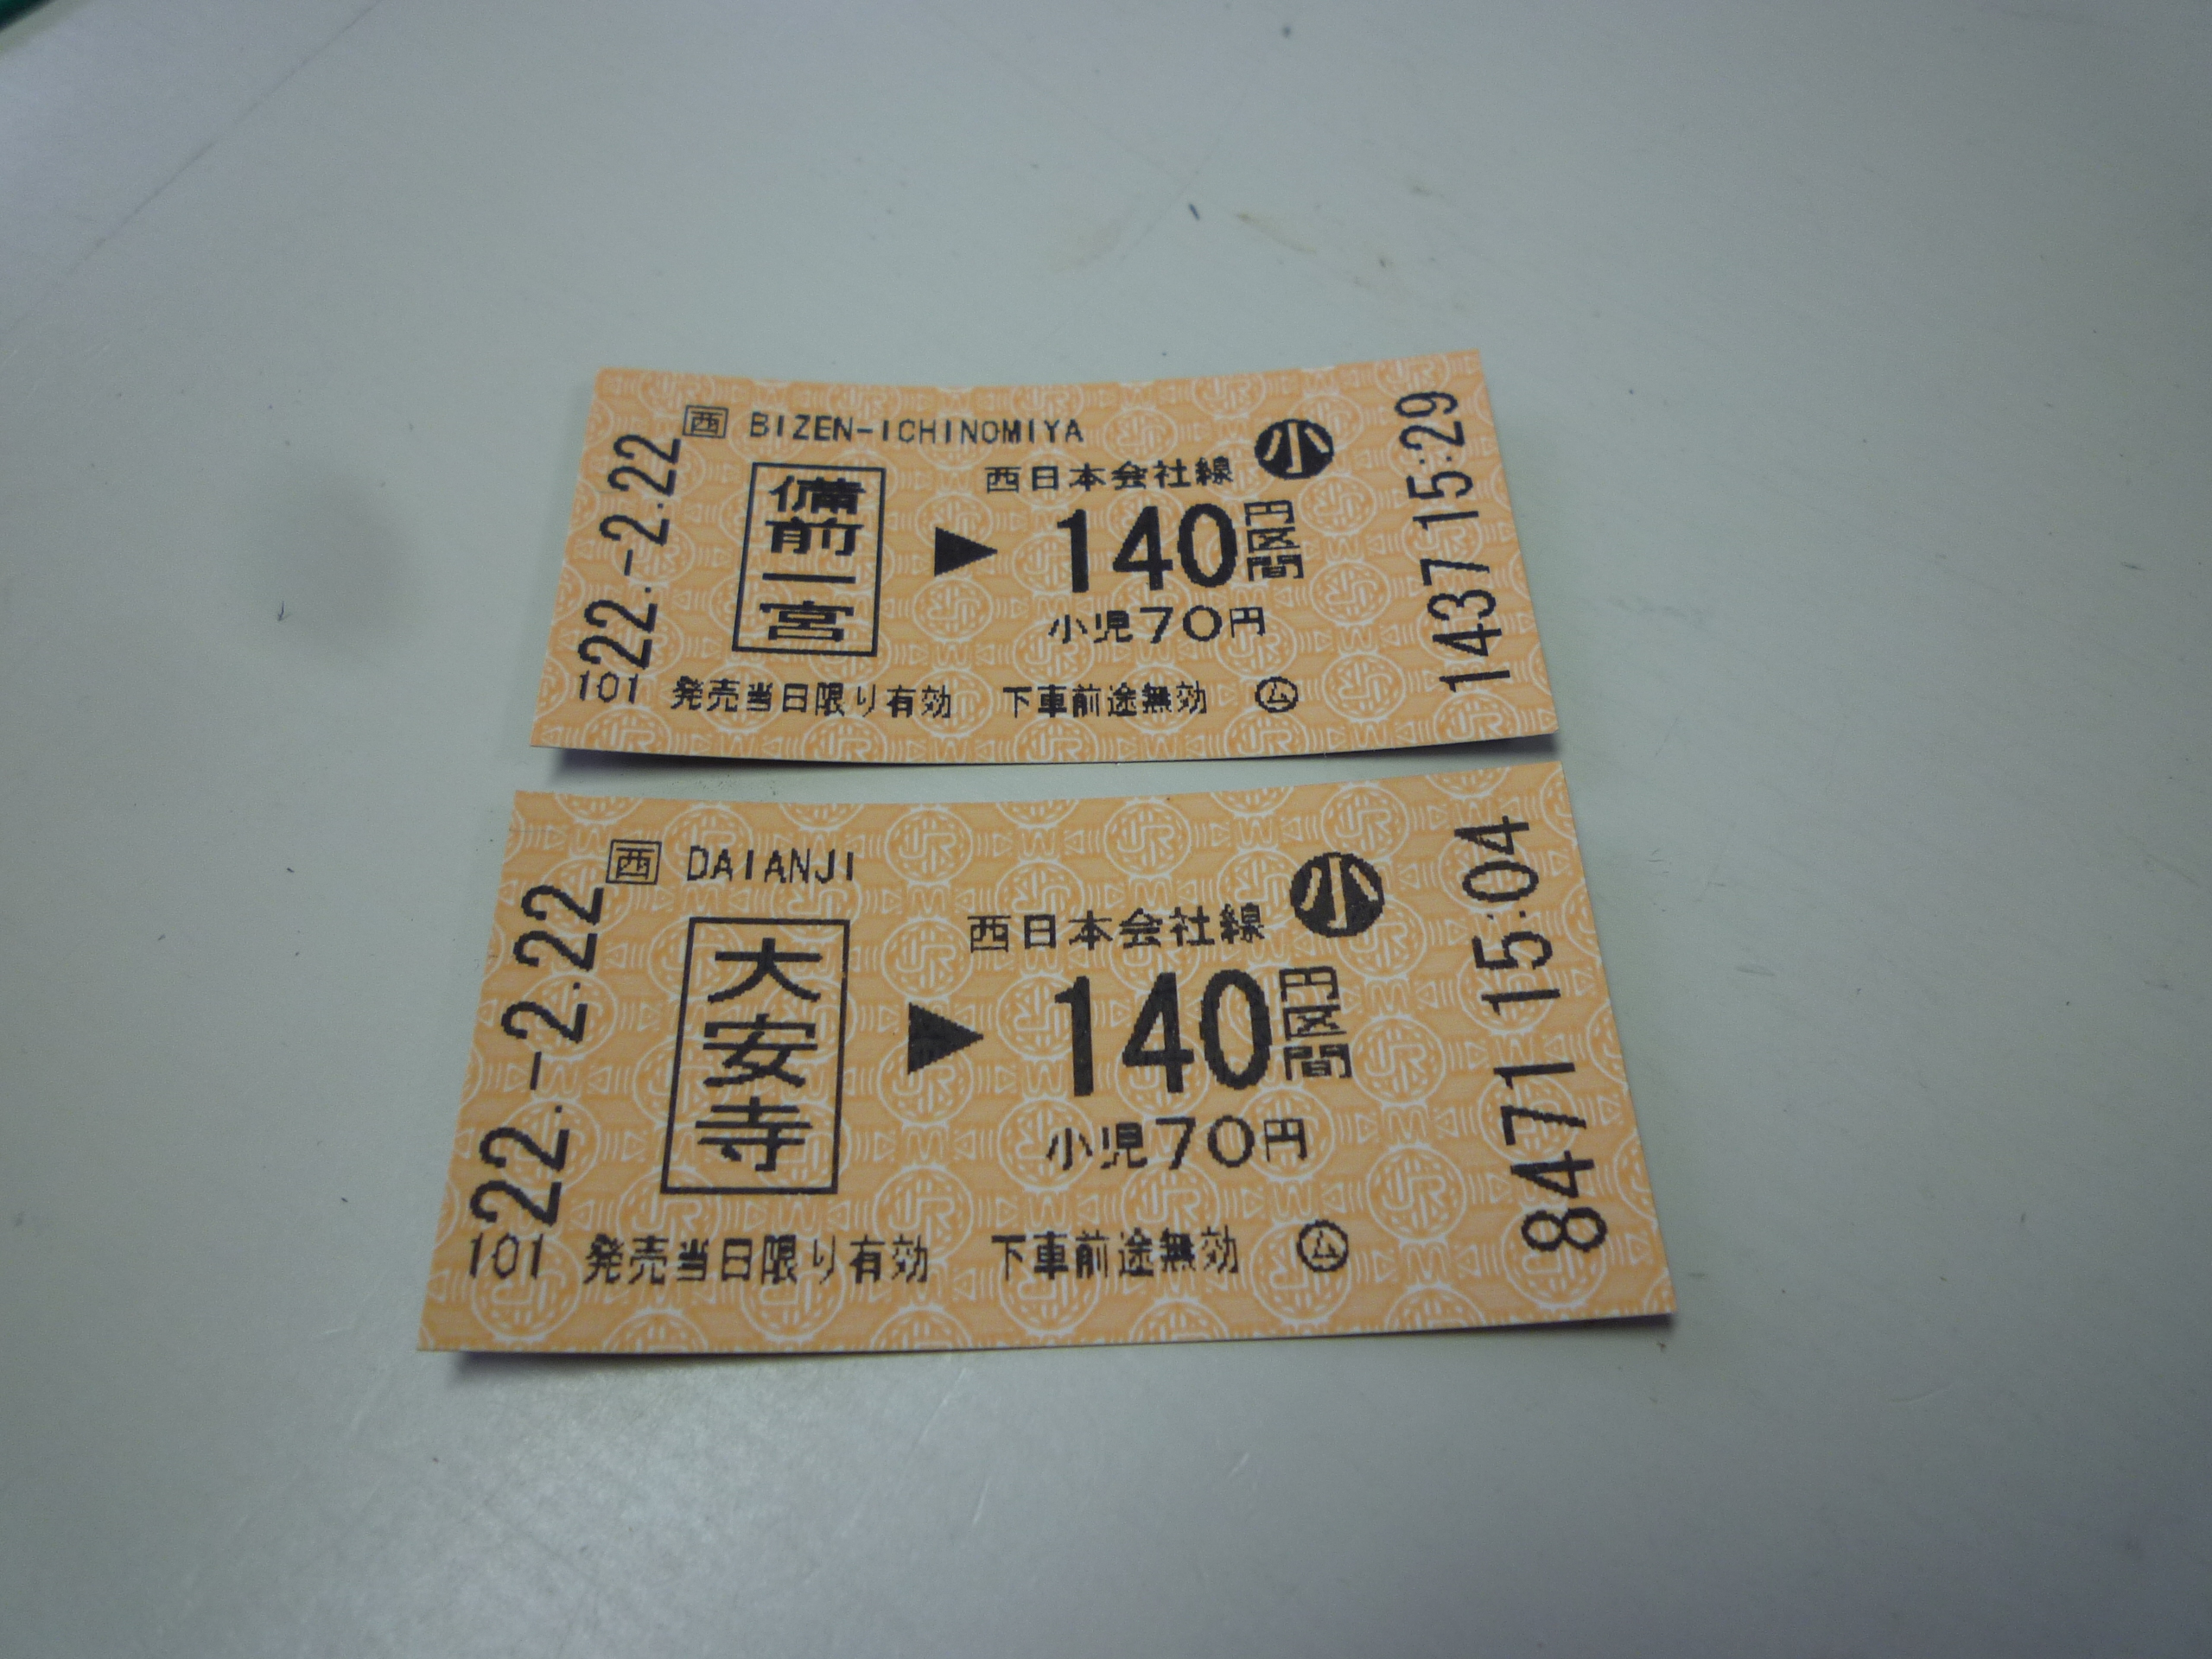 西 BIZEN-ICHINOMIYA
小
西日本会社線
22.-2.22
備前一宮
▶ 140円区間
小児70円
101 発売当日限り有効 下車前途無効 ム
1437 15:29
西 DAIANJI
小
西日本会社線
22.-2.22
大安寺
▶ 140円区間
小児70円
101 発売当日限り有効 下車前途無効 ム
8471 15:04